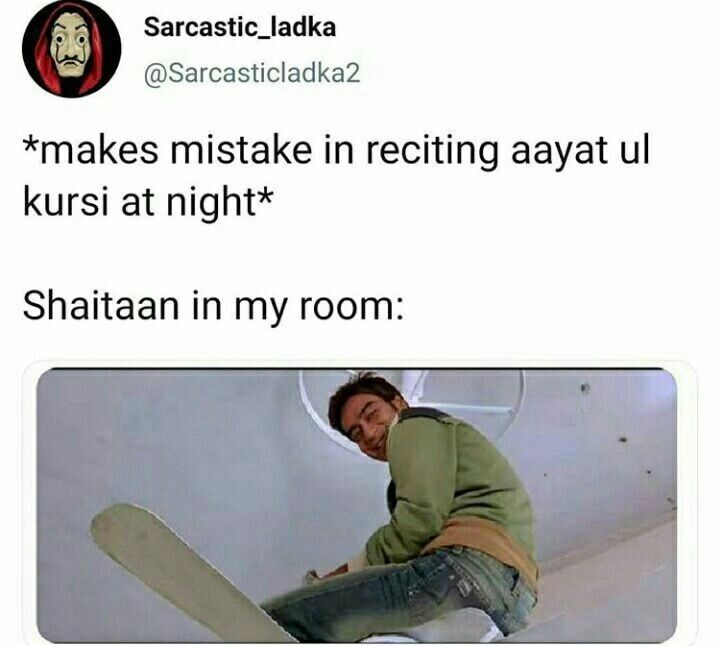 Sarcastic_ladka
@Sarcasticladka2
*makes mistake in reciting aayat ul
kursi at night*
Shaitaan in my room: